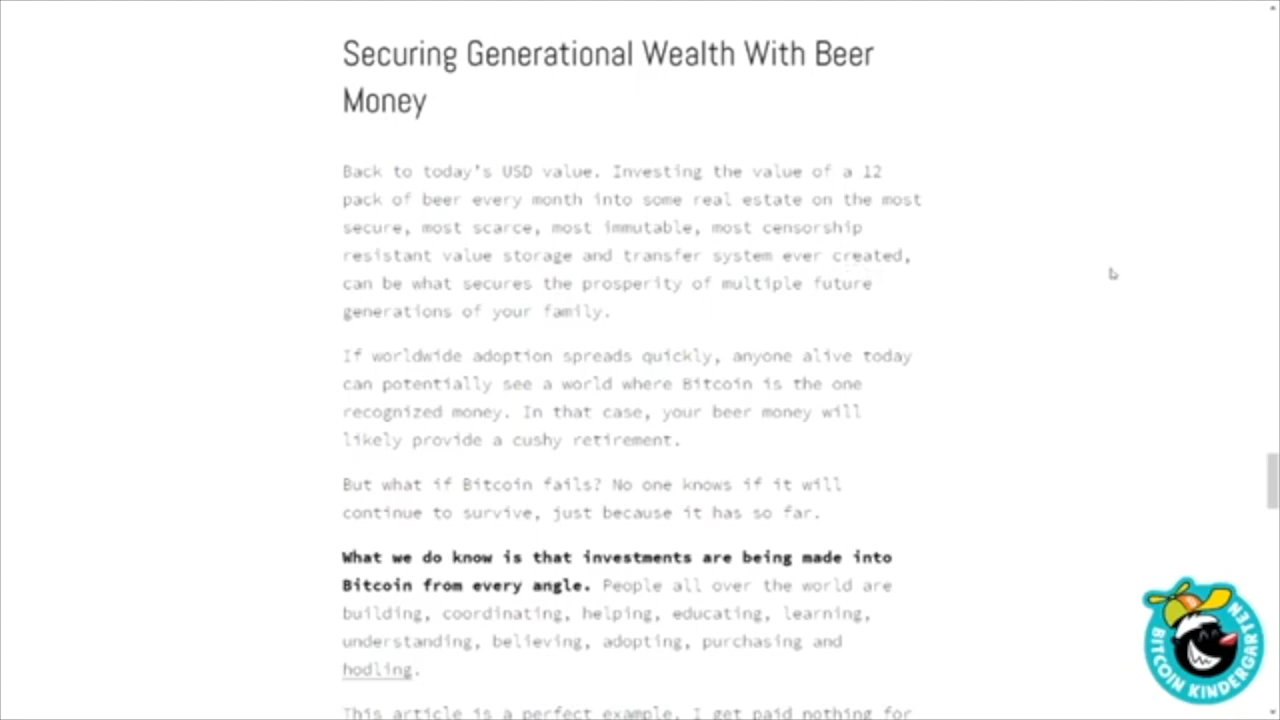 Securing Generational Wealth With Beer
Money
Back to today's USD value. Investing the value of a 12
pack of beer every month into some real estate on the most
secure, most scarce, most immutable, most censorship
resistant value storage and transfer system ever created,
can be what secures the prosperity of multiple future
generations of your family.
If worldwide adoption spreads quickly, anyone alive today
can potentially see a world where Bitcoin is the one
recognized money. In that case, your beer money will
likely provide a cushy retirement.
But what if Bitcoin fails? No one knows if it will
continue to survive, just because it has so far.
What we do know is that investments are being made into
Bitcoin from every angle. People all over the world are
building, coordinating, helping, educating, learning,
understanding, believing, adopting, purchasing and
hodling.
This article is a perfect example. I get paid nothing for
BITCOIN KINDERGARTEN